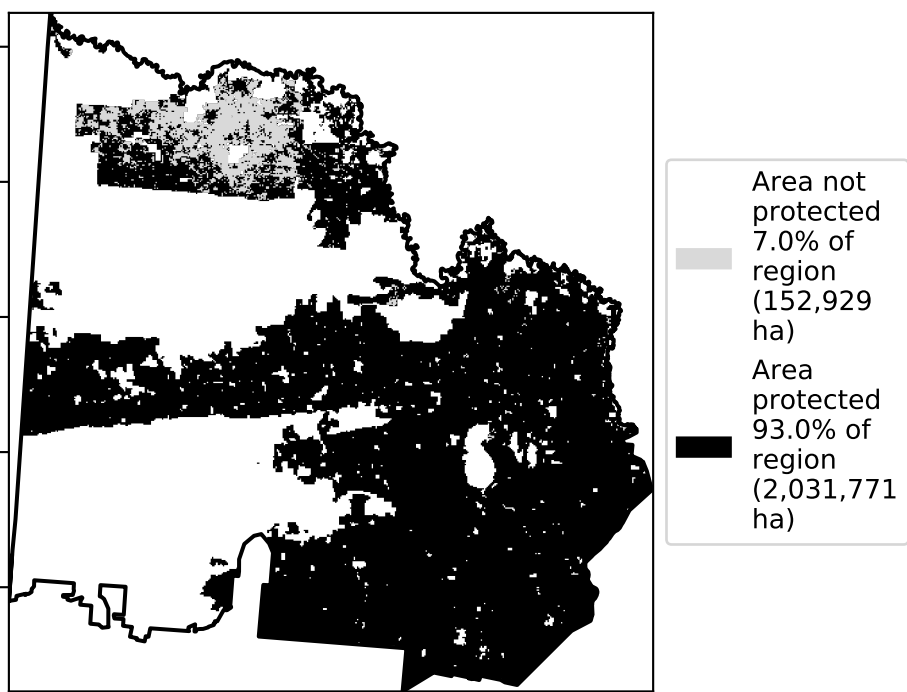 Area not
protected
7.0% of
region
(152,929
ha)
Area
protected
93.0% of
region
(2,031,771
ha)